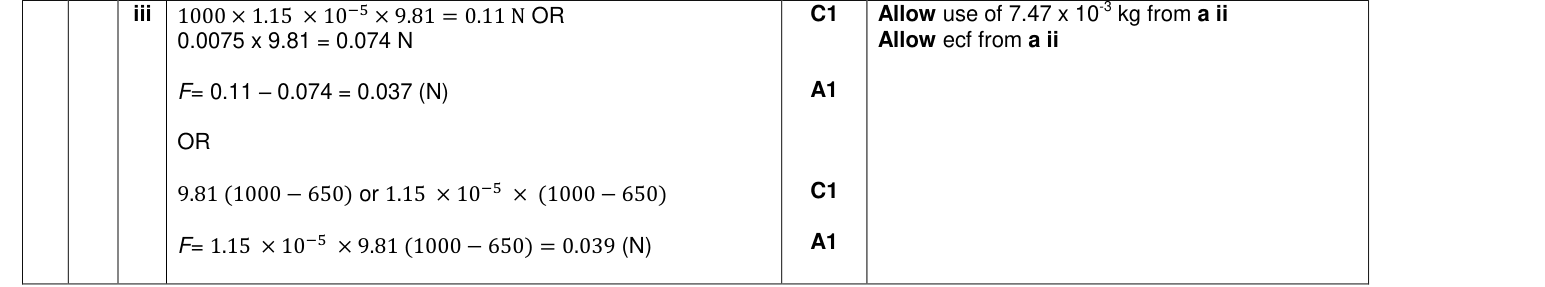 iii 1000 × 1.15 × 10⁻⁵ × 9.81 = 0.11 N OR C1 Allow use of 7.47 x 10⁻³ kg from a ii
0.0075 x 9.81 = 0.074 N Allow ecf from a ii
F= 0.11 – 0.074 = 0.037 (N) A1
OR
9.81 (1000 − 650) or 1.15 × 10⁻⁵ × (1000 − 650) C1
F= 1.15 × 10⁻⁵ × 9.81 (1000 − 650) = 0.039 (N) A1